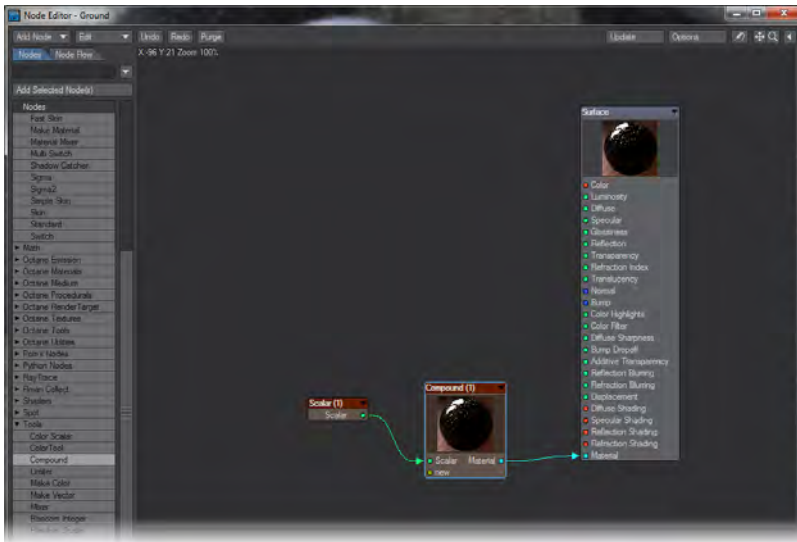 Node Editor - Ground
Add Node
Edit
Undo
Redo
Purge
Update
Options
Nodes
Node Flow
X:-96 Y:21 Zoom 100%
Add Selected Node(s)
Nodes
Fast Skin
Make Material
Material Mixer
Multi Switch
Shadow Catcher
Sigma
Sigma2
Simple Skin
Skin
Standard
Switch
Math
Octane Emission
Octane Materials
Octane Medium
Octane Procedurals
Octane RenderTarget
Octane Textures
Octane Tools
Octane Utilities
Python Nodes
RayTrace
Shaders
Spot
Tools
Color Scalar
ColorTool
Compound
Make Color
Make Vector
Mixer
Random Integer
Scalar (1)
Scalar
Compound (1)
Scalar
Material
new
Surface
Color
Luminosity
Diffuse
Specular
Glossiness
Reflection
Transparency
Refraction Index
Translucency
Normal
Bump
Color Highlights
Color Filter
Diffuse Sharpness
Bump Dropoff
Additive Transparency
Reflection Blurring
Refraction Blurring
Displacement
Diffuse Shading
Specular Shading
Reflection Shading
Refraction Shading
Material